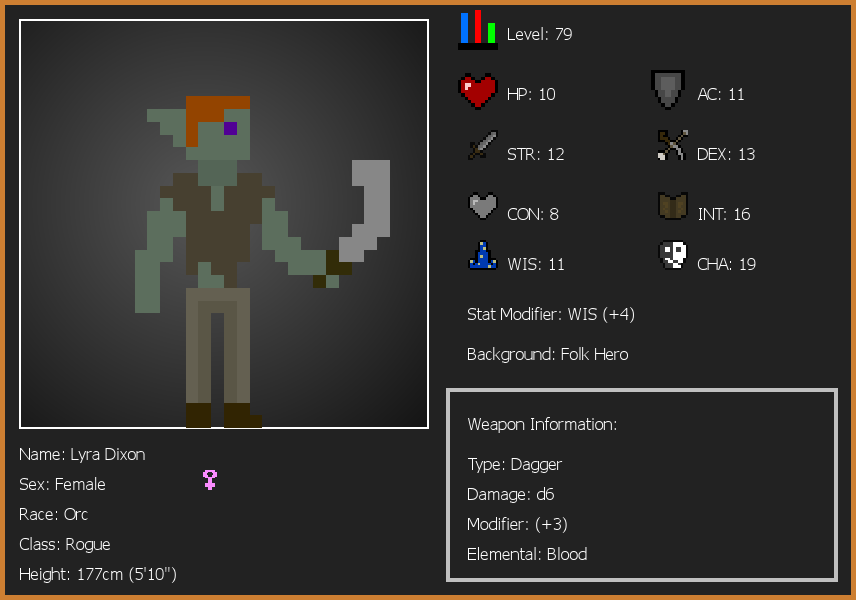 Level: 79
HP: 10
AC: 11
STR: 12
DEX: 13
CON: 8
INT: 16
WIS: 11
CHA: 19
Stat Modifier: WIS (+4)
Background: Folk Hero
Weapon Information:
Type: Dagger
Damage: d6
Modifier: (+3)
Elemental: Blood
Name: Lyra Dixon
Sex: Female
Race: Orc
Class: Rogue
Height: 177cm (5'10")